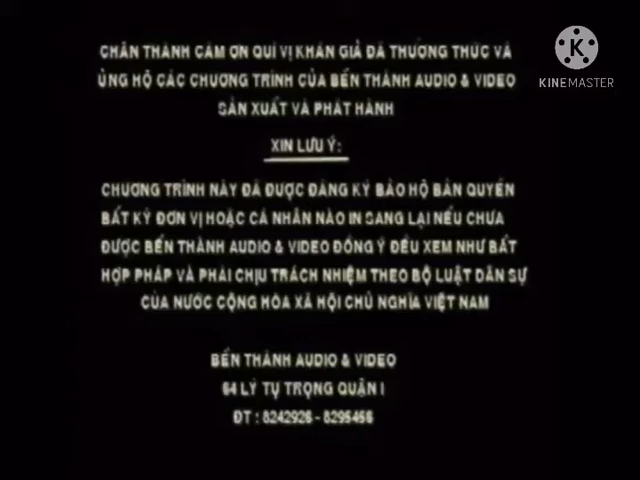 CHÂN THÀNH CẢM ƠN QUÍ VỊ KHÁN GIẢ ĐÃ THƯỞNG THỨC VÀ
ỦNG HỘ CÁC CHƯƠNG TRÌNH CỦA BẾN THÀNH AUDIO & VIDEO
SẢN XUẤT VÀ PHÁT HÀNH
XIN LƯU Ý:
CHƯƠNG TRÌNH NÀY ĐÃ ĐƯỢC ĐĂNG KÝ BẢO HỘ BẢN QUYỀN
BẤT KỲ ĐƠN VỊ HOẶC CÁ NHÂN NÀO IN SANG LẠI NẾU CHƯA
ĐƯỢC BẾN THÀNH AUDIO & VIDEO ĐỒNG Ý ĐỀU XEM NHƯ BẤT
HỢP PHÁP VÀ PHẢI CHỊU TRÁCH NHIỆM THEO BỘ LUẬT DÂN SỰ
CỦA NƯỚC CỘNG HÒA XÃ HỘI CHỦ NGHĨA VIỆT NAM
BẾN THÀNH AUDIO & VIDEO
64 LÝ TỰ TRỌNG QUẬN I
ĐT : 8242926 - 8295456
K
KINEMASTER